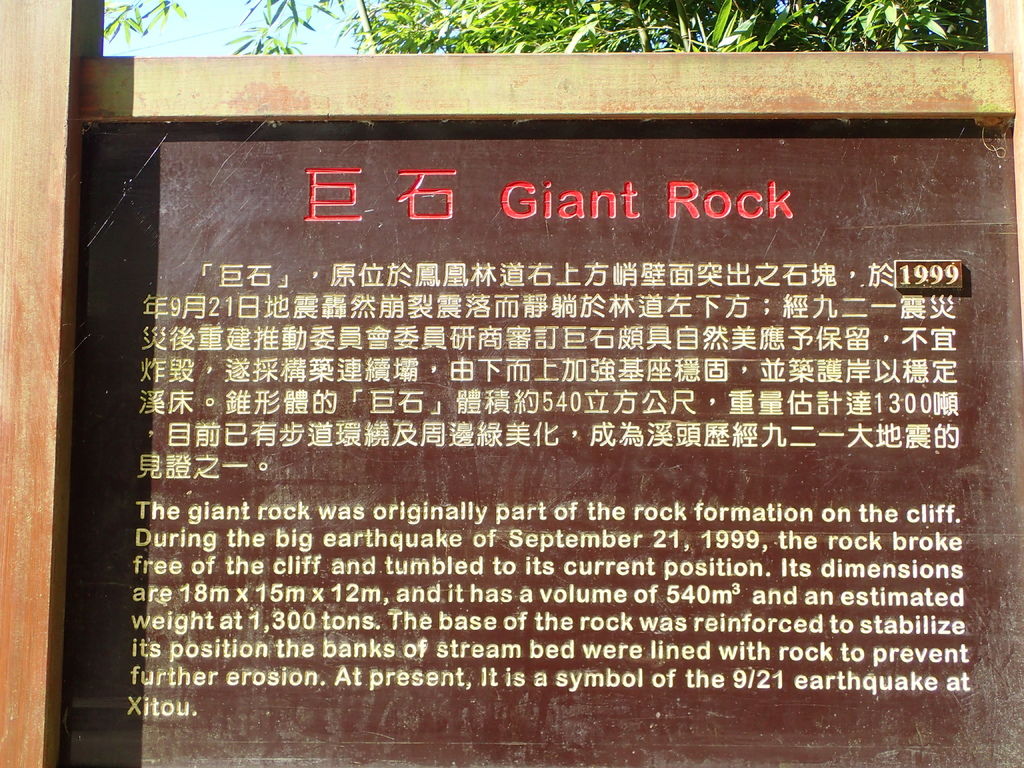 巨石 Giant Rock
「巨石」，原位於鳳凰林道右上方峭壁面突出之石塊，於1999
年9月21日地震轟然崩裂震落而靜躺於林道左下方；經九二一震災
災後重建推動委員會委員研商審訂巨石頗具自然美應予保留，不宜
炸毀，遂採構築連續壩，由下而上加強基座穩固，並築護岸以穩定
溪床。錐形體的「巨石」體積約540立方公尺，重量估計達1300噸
，目前已有步道環繞及周邊綠美化，成為溪頭歷經九二一大地震的
見證之一。
The giant rock was originally part of the rock formation on the cliff.
During the big earthquake of September 21, 1999, the rock broke
free of the cliff and tumbled to its current position. Its dimensions
are 18m x 15m x 12m, and it has a volume of 540m³ and an estimated
weight at 1,300 tons. The base of the rock was reinforced to stabilize
its position the banks of stream bed were lined with rock to prevent
further erosion. At present, It is a symbol of the 9/21 earthquake at
Xitou.